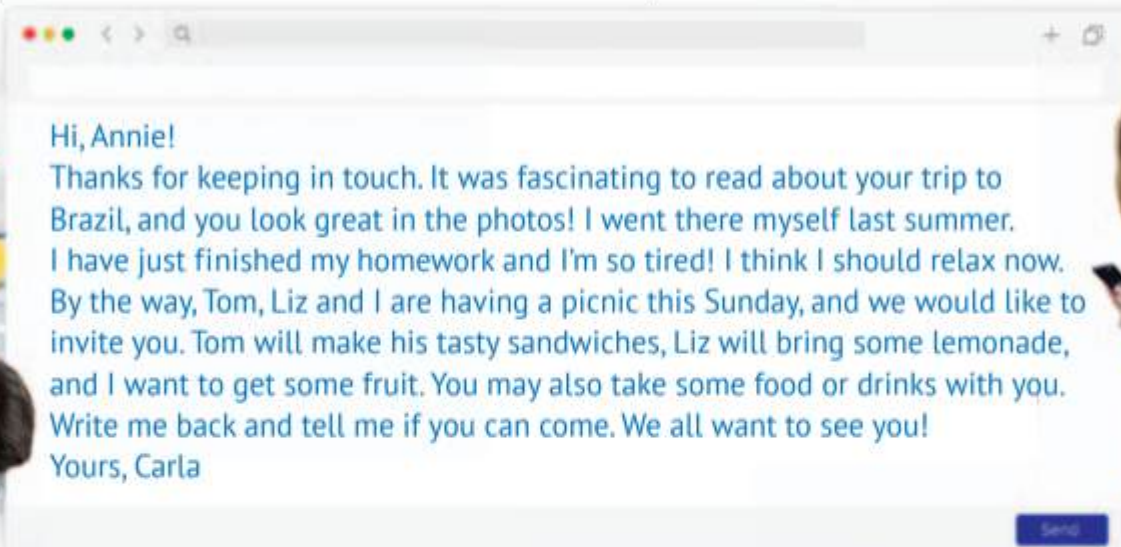 Hi, Annie!
Thanks for keeping in touch. It was fascinating to read about your trip to
Brazil, and you look great in the photos! I went there myself last summer.
I have just finished my homework and I'm so tired! I think I should relax now.
By the way, Tom, Liz and I are having a picnic this Sunday, and we would like to
invite you. Tom will make his tasty sandwiches, Liz will bring some lemonade,
and I want to get some fruit. You may also take some food or drinks with you.
Write me back and tell me if you can come. We all want to see you!
Yours, Carla
Send